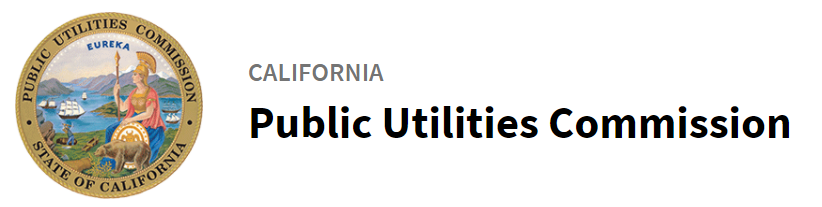 PUBLIC UTILITIES COMMISSION
EUREKA
STATE OF CALIFORNIA
CALIFORNIA
Public Utilities Commission